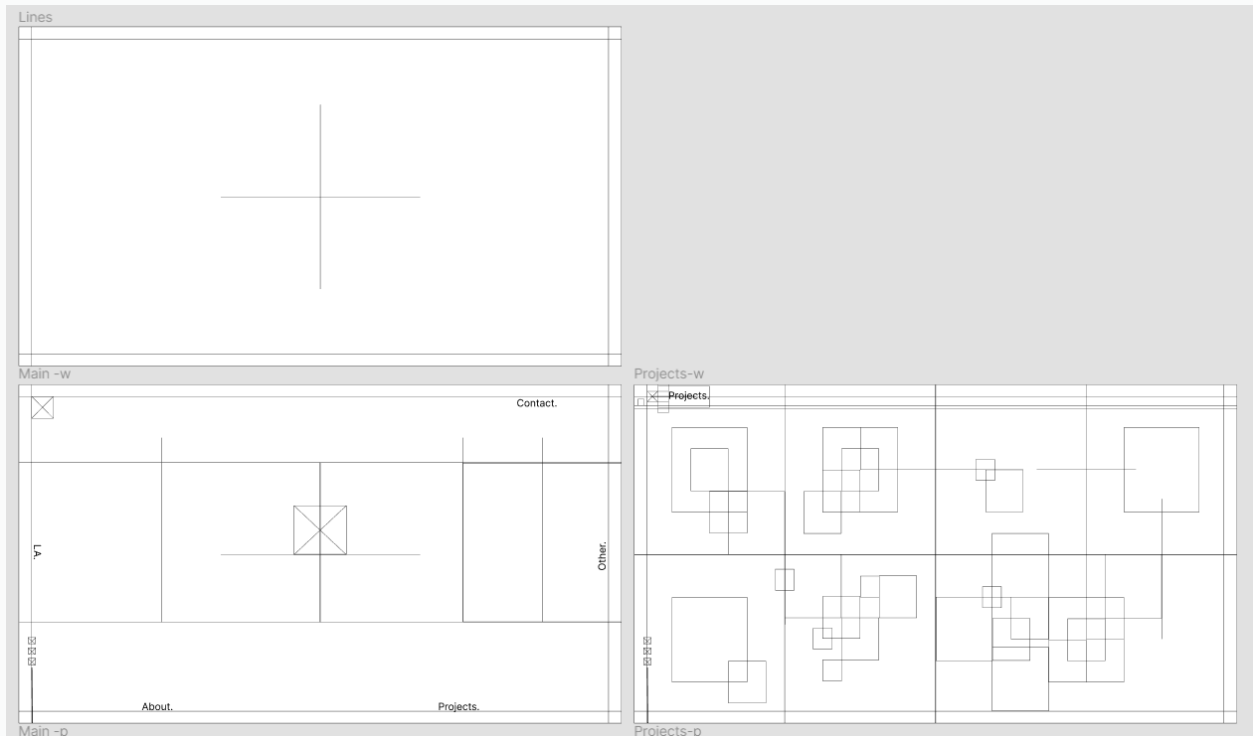 Lines
Main -w
Contact.
LA.
Other.
About.
Projects.
Projects-w
Projects.
Main -p
Projects-p